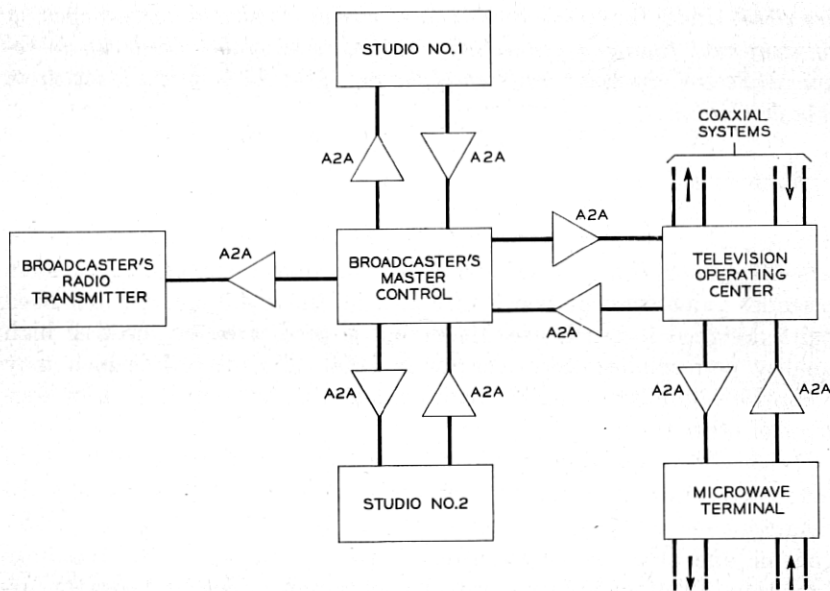 STUDIO NO.1
COAXIAL
SYSTEMS
A2A
A2A
A2A
A2A
BROADCASTER'S
RADIO
TRANSMITTER
BROADCASTER'S
MASTER
CONTROL
TELEVISION
OPERATING
CENTER
A2A
A2A
A2A
A2A
A2A
STUDIO NO.2
MICROWAVE
TERMINAL